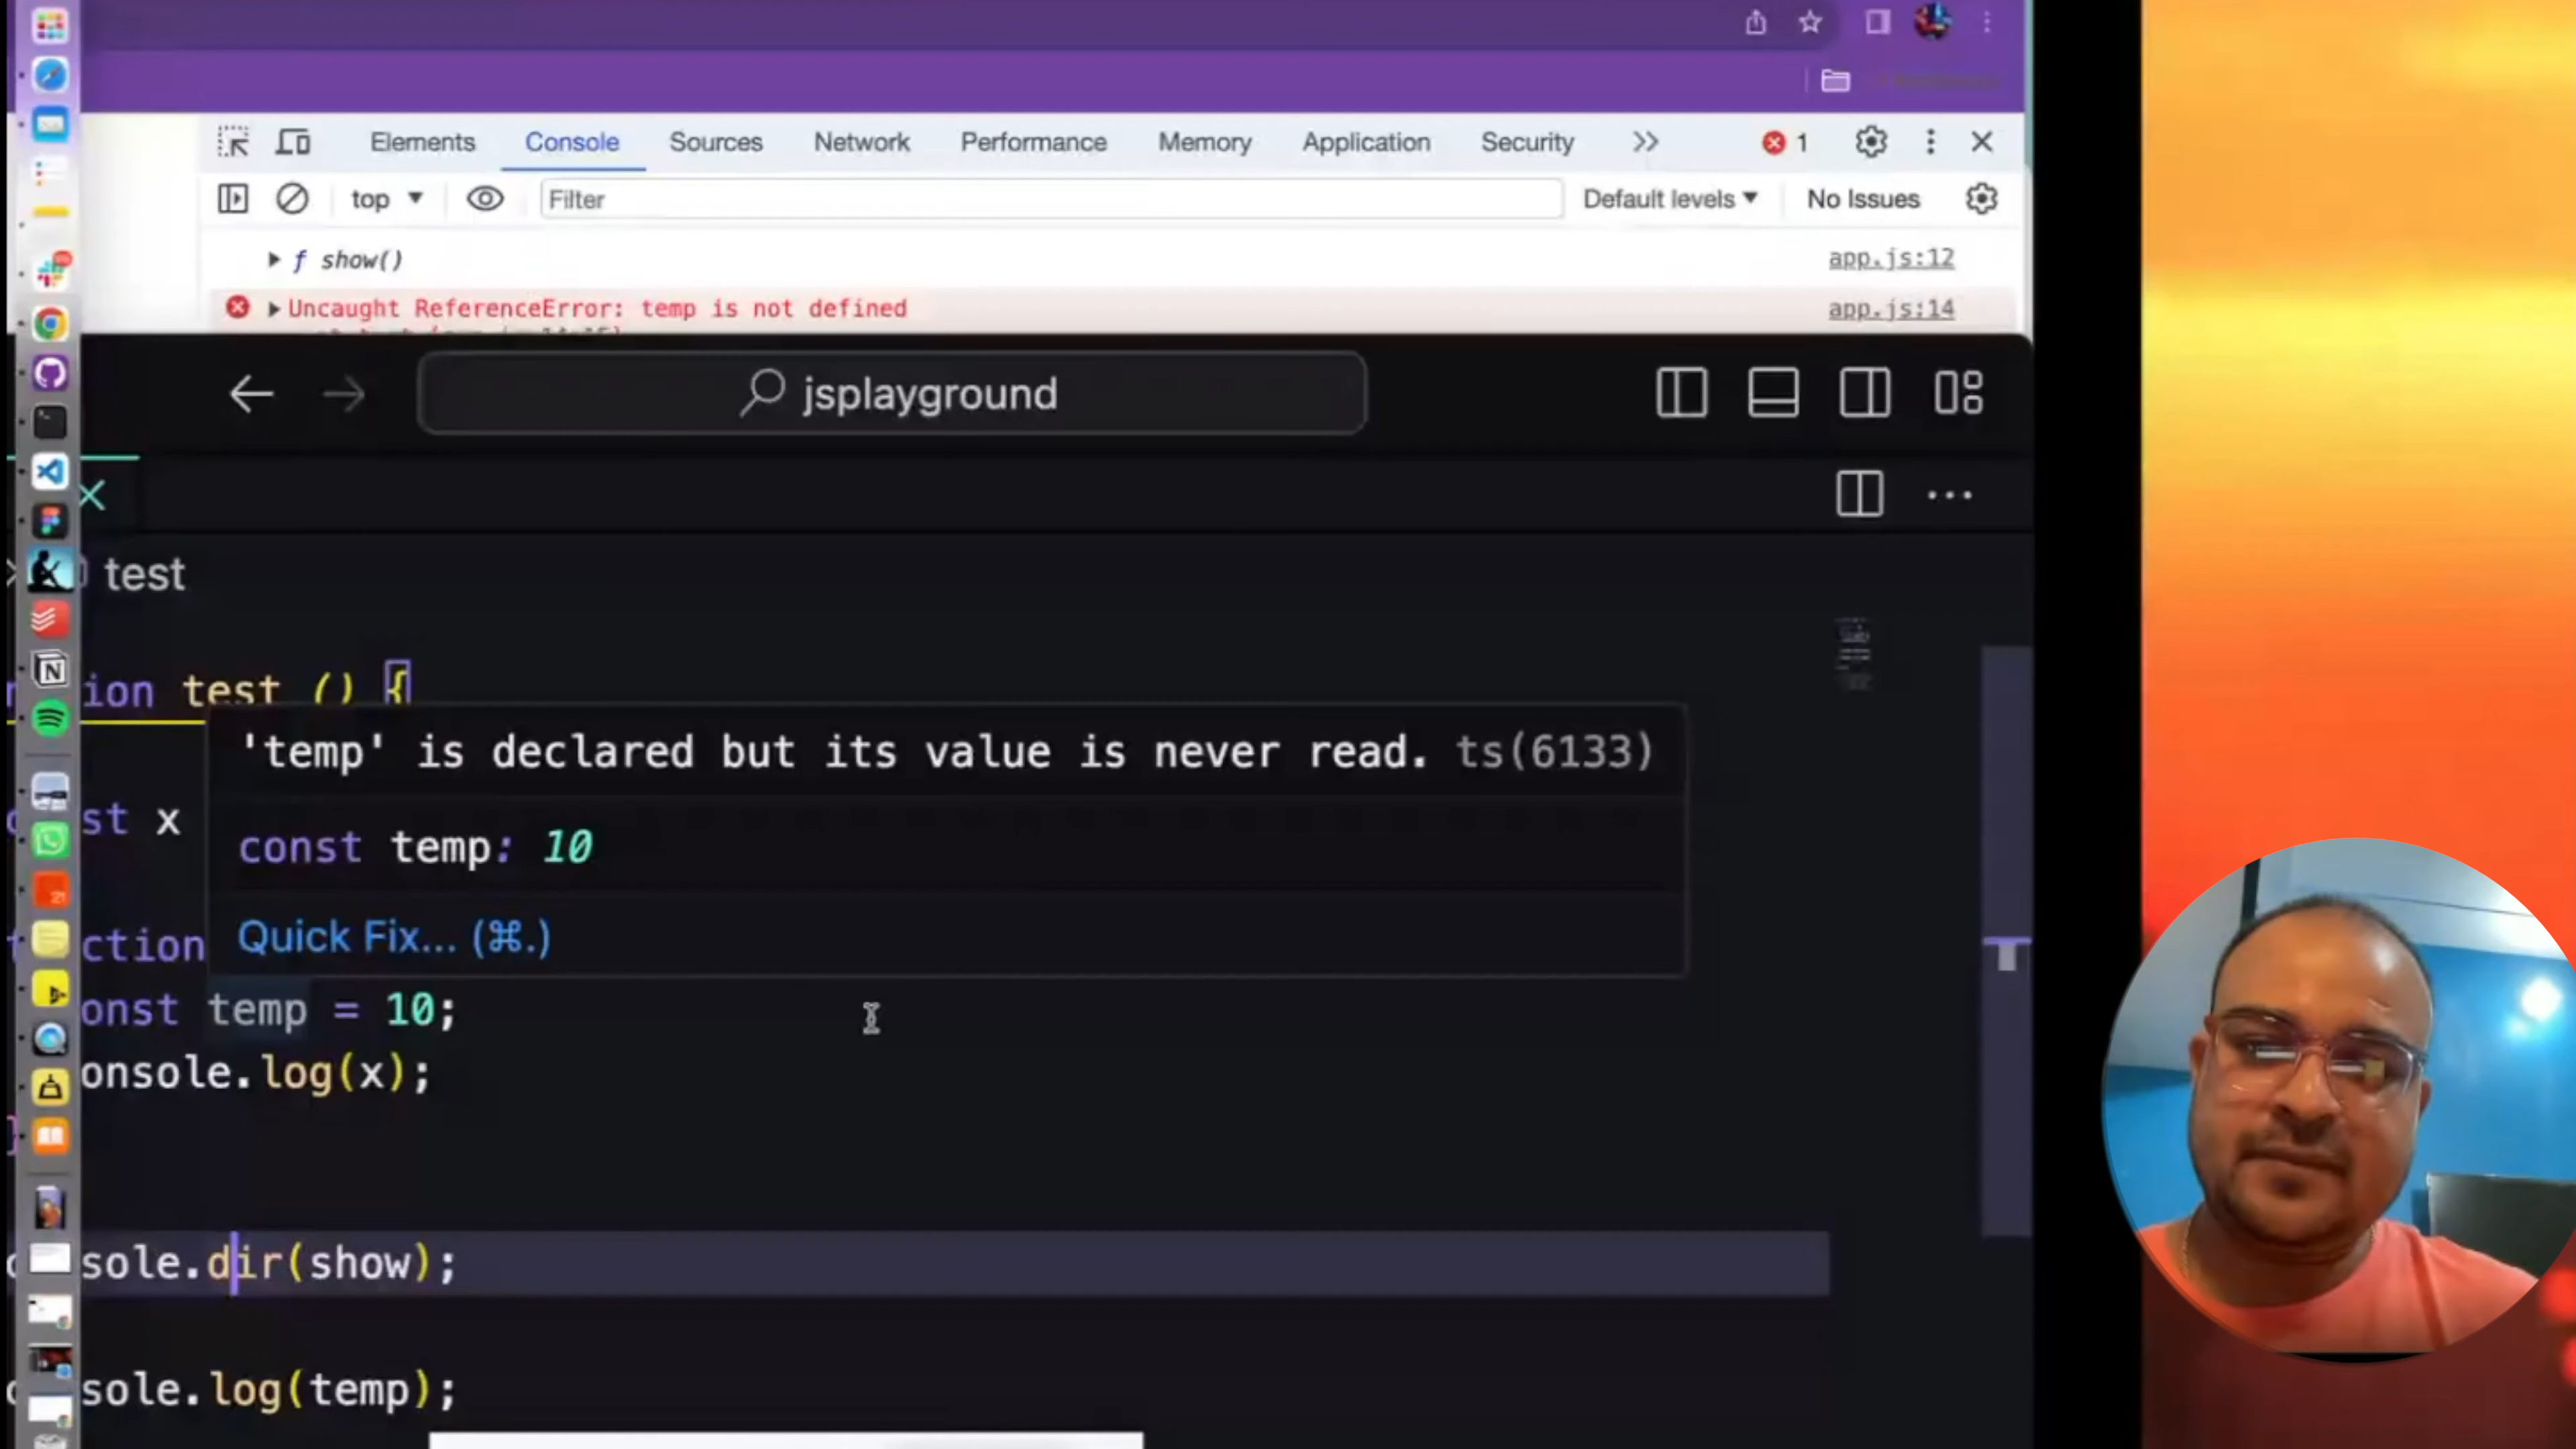 Elements Console Sources Network Performance Memory Application Security 1
top Filter Default levels No Issues
f show() app.js:12
Uncaught ReferenceError: temp is not defined app.js:14
jsplayground
test
ion test () {
'temp' is declared but its value is never read. ts(6133)
st x
const temp: 10
ction
Quick Fix... (⌘.)
onst temp = 10;
onsole.log(x);
}
sole.dir(show);
sole.log(temp);